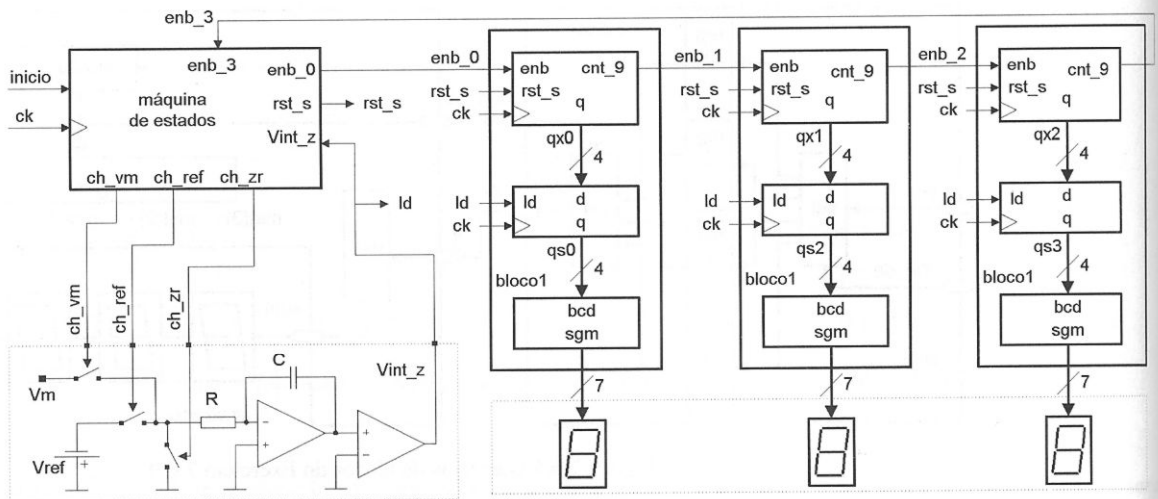 enb_3
enb_3
enb_0
inicio
máquina
de estados
rst_s
rst_s
ck
Vint_z
ch_vm ch_ref ch_zr
ld
ch_vm
ch_ref
ch_zr
Vm
Vref
+
R
C
-
+
+
-
Vint_z
enb_0
enb
cnt_9
rst_s
rst_s
q
ck
qx0
4
ld
ld
d
ck
q
qs0
4
bloco1
bcd
sgm
7
enb_1
enb
cnt_9
rst_s
rst_s
q
ck
qx1
4
ld
ld
d
ck
q
qs2
4
bloco1
bcd
sgm
7
enb_2
enb
cnt_9
rst_s
rst_s
q
ck
qx2
4
ld
ld
d
ck
q
qs3
4
bloco1
bcd
sgm
7
8
8
8